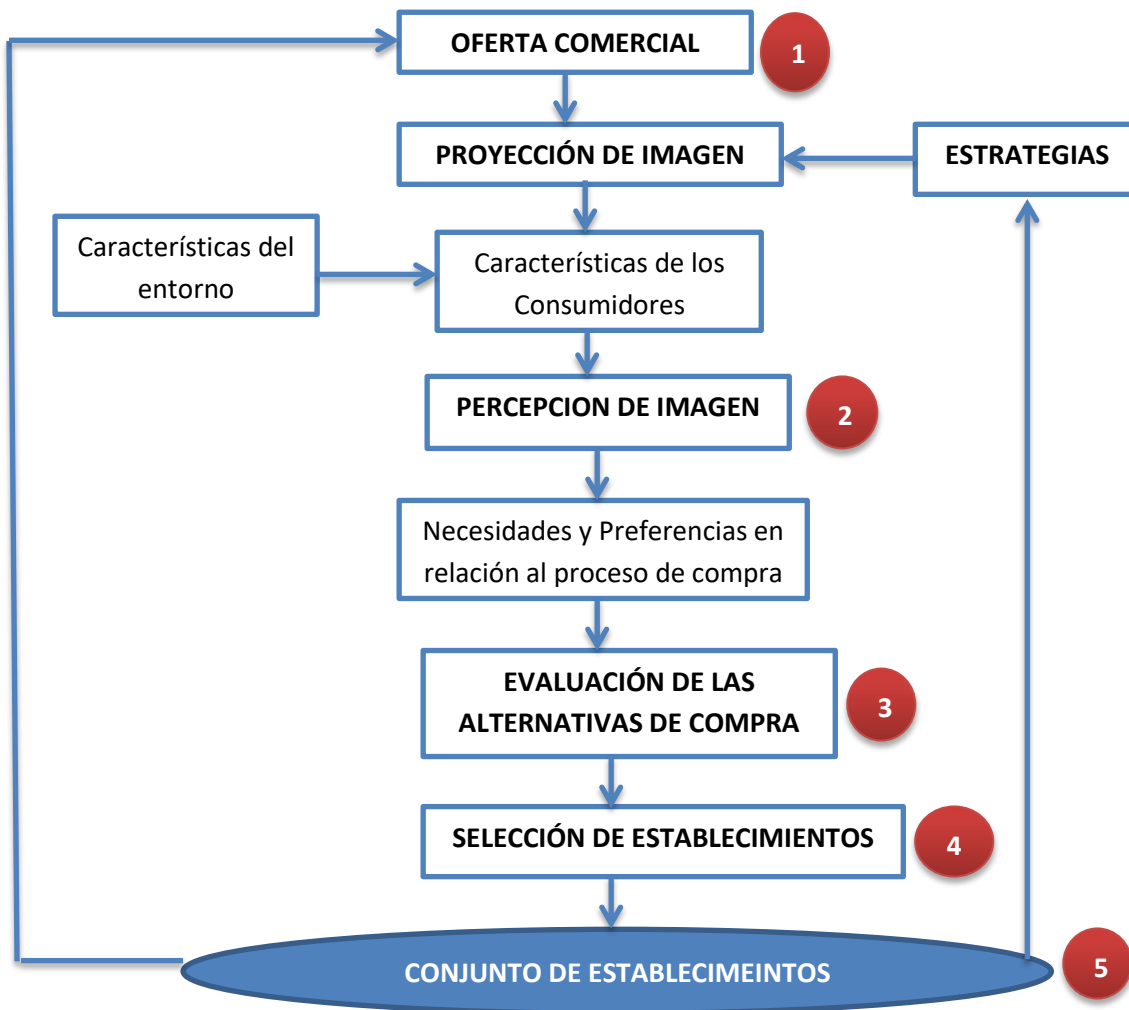 OFERTA COMERCIAL
1
PROYECCIÓN DE IMAGEN
ESTRATEGIAS
Característícas del
entorno
Característícas de los
Consumidores
PERCEPCION DE IMAGEN
2
Necesidades y Preferencias en
relación al proceso de compra
EVALUACIÓN DE LAS
ALTERNATIVAS DE COMPRA
3
SELECCIÓN DE ESTABLECIMIENTOS
4
CONJUNTO DE ESTABLECIMEINTOS
5